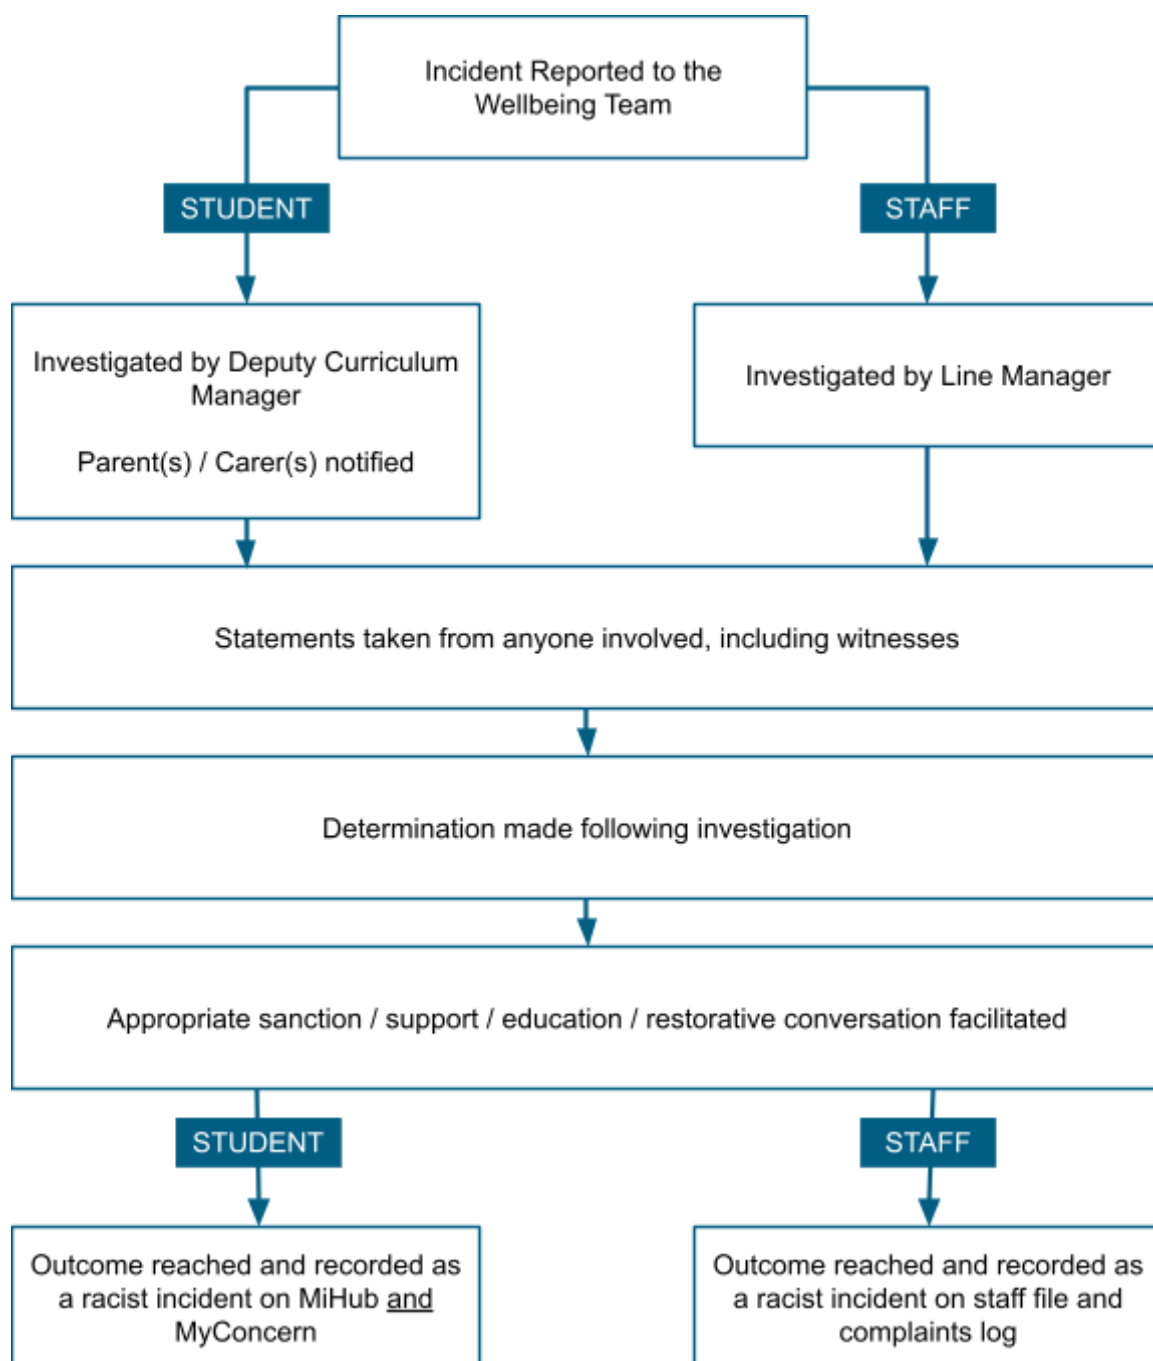 Incident Reported to the
Wellbeing Team
STUDENT
STAFF
Investigated by Deputy Curriculum
Manager
Parent(s) / Carer(s) notified
Investigated by Line Manager
Statements taken from anyone involved, including witnesses
Determination made following investigation
Appropriate sanction / support / education / restorative conversation facilitated
STUDENT
STAFF
Outcome reached and recorded as
a racist incident on MiHub and
MyConcern
Outcome reached and recorded as
a racist incident on staff file and
complaints log